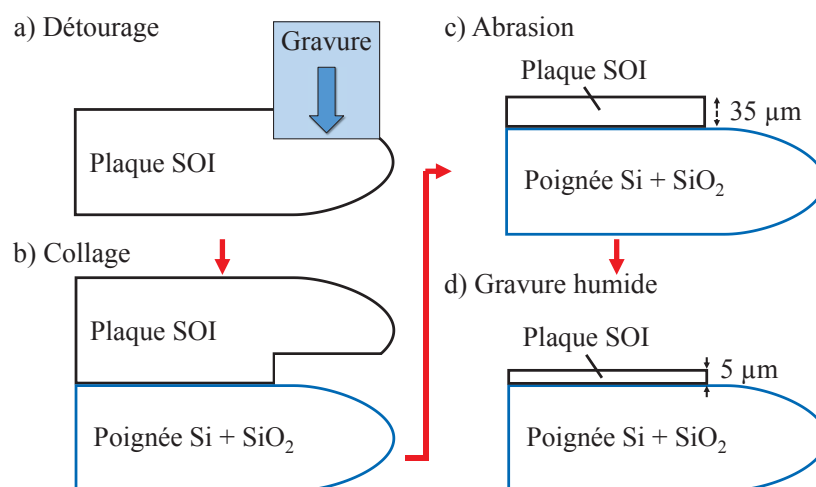 a) Détourage
Gravure
Plaque SOI
b) Collage
Plaque SOI
Poignée Si + SiO₂
c) Abrasion
Plaque SOI
35 µm
Poignée Si + SiO₂
d) Gravure humide
Plaque SOI
5 µm
Poignée Si + SiO₂